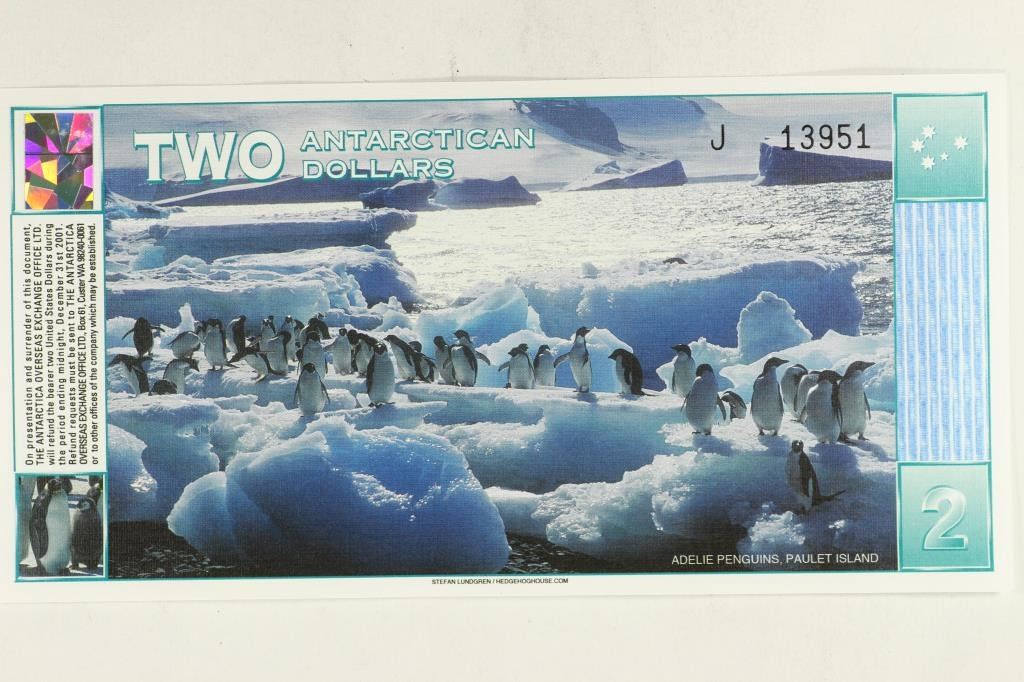 TWO ANTARCTICAN
DOLLARS
J 13951
On presentation and surrender of this document,
THE ANTARCTICA OVERSEAS EXCHANGE OFFICE LTD.
will refund the bearer two United States Dollars during
the period ending midnight, December 31st 2001.
Refund requests must be sent to THE ANTARCTICA
OVERSEAS EXCHANGE OFFICE LTD., Box 61, Custer WA 98240-0061
or to other offices of the company which may be established.
2
ADELIE PENGUINS, PAULET ISLAND
STEFAN LUNDGREN / HEDGEHOGHOUSE.COM